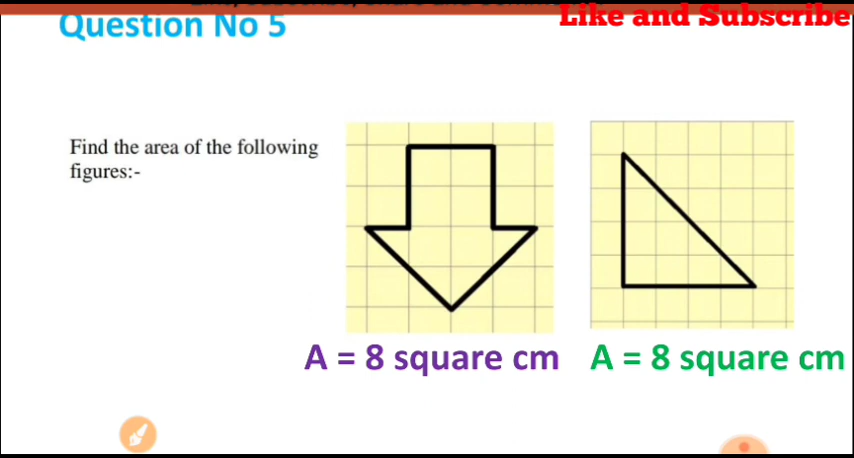 Like and Subscribe
Question No 5
Find the area of the following
figures:-
A = 8 square cm
A = 8 square cm